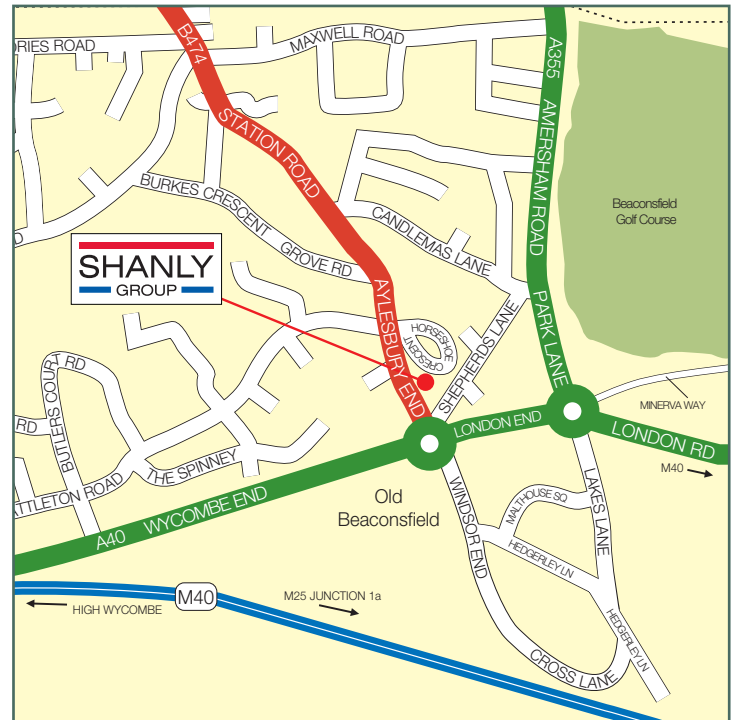 B474
MAXWELL ROAD
RIES ROAD
A355
STATION ROAD
AMERSHAM ROAD
BURKES CRESCENT
Beaconsfield
Golf Course
CANDLEMAS LANE
GROVE RD
SHANLY
GROUP
AYLESBURY END
PARK LANE
HORSESHOE
CRESCENT
SHEPHERDS LANE
BUTLERS COURT RD
MINERVA WAY
RD
D
LONDON END
LONDON RD
M40
THE SPINNEY
TTLETON ROAD
WINDSOR END
LAKES LANE
MALTHOUSE SQ
Old
Beaconsfield
A40 WYCOMBE END
HEDGERLEY LN
M40
M25 JUNCTION 1a
HIGH WYCOMBE
HEDGERLEY LN
CROSS LANE